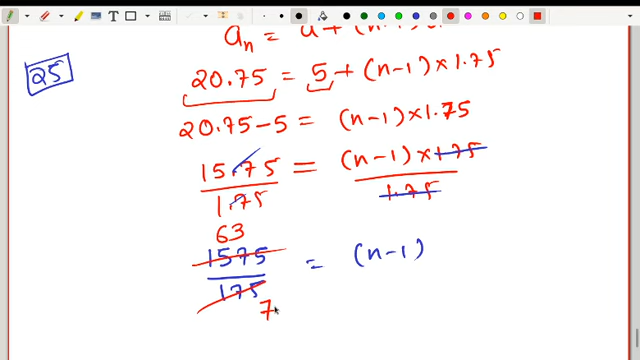 aₙ = a + (n-1)
25
20.75 = 5 + (n-1) × 1.75
20.75 - 5 = (n-1) × 1.75
15.75 / 1.75 = (n-1) × 1.75 / 1.75
63
1575 / 175 = (n-1)
7